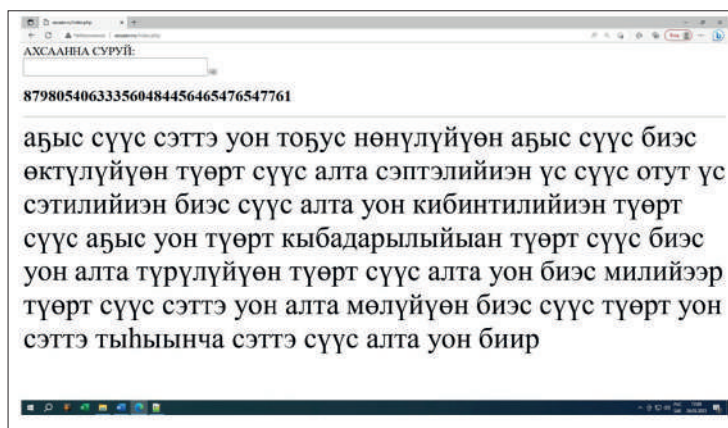 АХСААННА СУРУЙ:
879805406333560484456465476547761
аҕыс сүүс сэттэ уон тоҕус нөнүлүйүөн аҕыс сүүс биэс
өктүлүйүөн түөрт сүүс алта сэптэлийиэн үс сүүс отут үс
сэтилийиэн биэс сүүс алта уон кибинтилийиэн түөрт
сүүс аҕыс уон түөрт кыбадарылыйыан түөрт сүүс биэс
уон алта түрүлүйүөн түөрт сүүс алта уон биэс милийээр
түөрт сүүс сэттэ уон алта мөлүйүөн биэс сүүс түөрт уон
сэттэ тыһыынча сэттэ сүүс алта уон биир